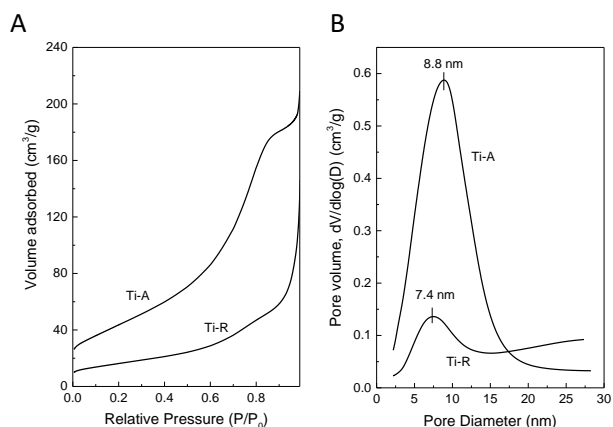 A
B
240
200
160
120
80
40
0
Volume adsorbed (cm³/g)
Ti-A
Ti-R
0.0
0.2
0.4
0.6
0.8
Relative Pressure (P/P₀)
0.6
0.5
0.4
0.3
0.2
0.1
0.0
Pore volume, dV/dlog(D) (cm³/g)
8.8 nm
Ti-A
7.4 nm
Ti-R
0
5
10
15
20
25
30
Pore Diameter (nm)